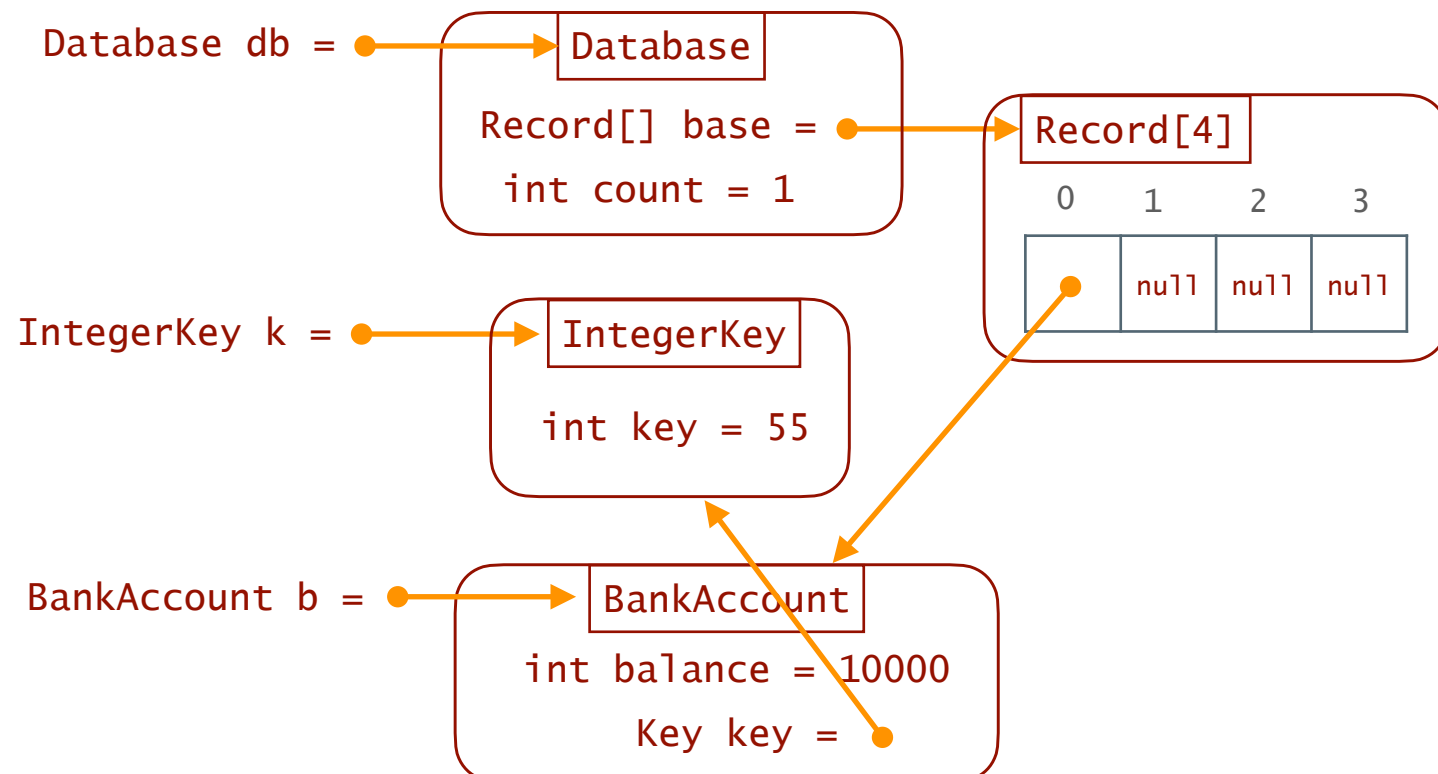 Database db =
Database
Record[] base =
int count = 1
Record[4]
0 1 2 3
null null null
IntegerKey k =
IntegerKey
int key = 55
BankAccount b =
BankAccount
int balance = 10000
Key key =